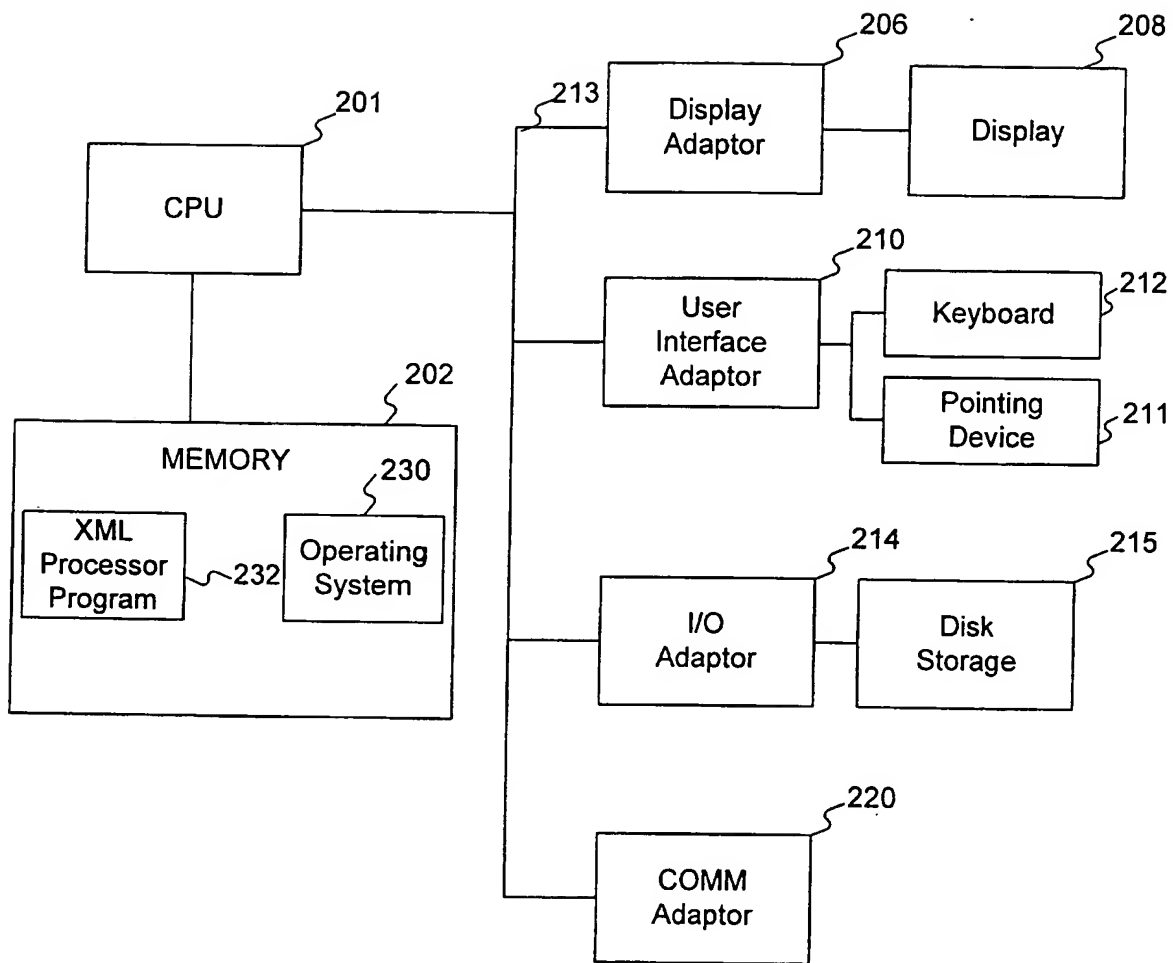 206
208
213
Display
Adaptor
Display
201
CPU
210
User
Interface
Adaptor
212
Keyboard
Pointing
Device
211
202
MEMORY
230
XML
Processor
Program
232
Operating
System
214
215
I/O
Adaptor
Disk
Storage
220
COMM
Adaptor